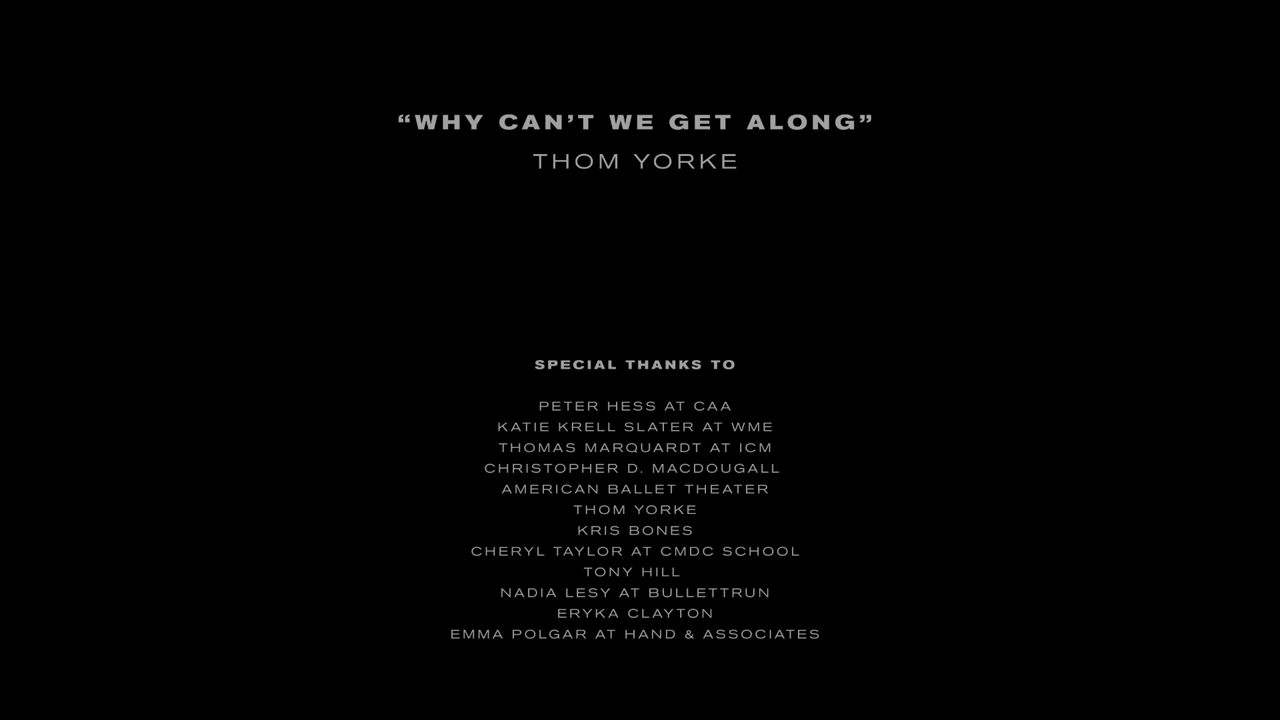 “WHY CAN’T WE GET ALONG”
THOM YORKE
SPECIAL THANKS TO
PETER HESS AT CAA
KATIE KRELL SLATER AT WME
THOMAS MARQUARDT AT ICM
CHRISTOPHER D. MACDOUGALL
AMERICAN BALLET THEATER
THOM YORKE
KRIS BONES
CHERYL TAYLOR AT CMDC SCHOOL
TONY HILL
NADIA LESY AT BULLETTRUN
ERYKA CLAYTON
EMMA POLGAR AT HAND & ASSOCIATES